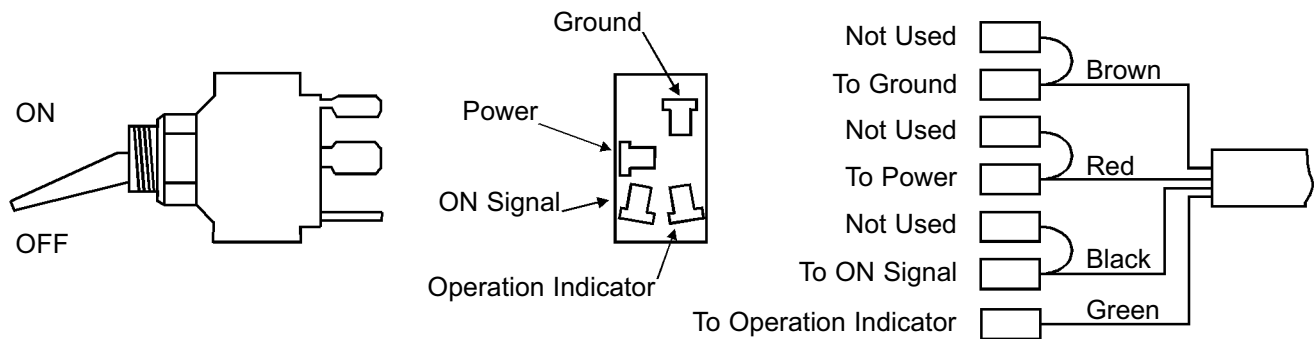 ON
OFF
Ground
Power
ON Signal
Operation Indicator
Not Used
To Ground
Brown
Not Used
To Power
Red
Not Used
To ON Signal
Black
To Operation Indicator
Green